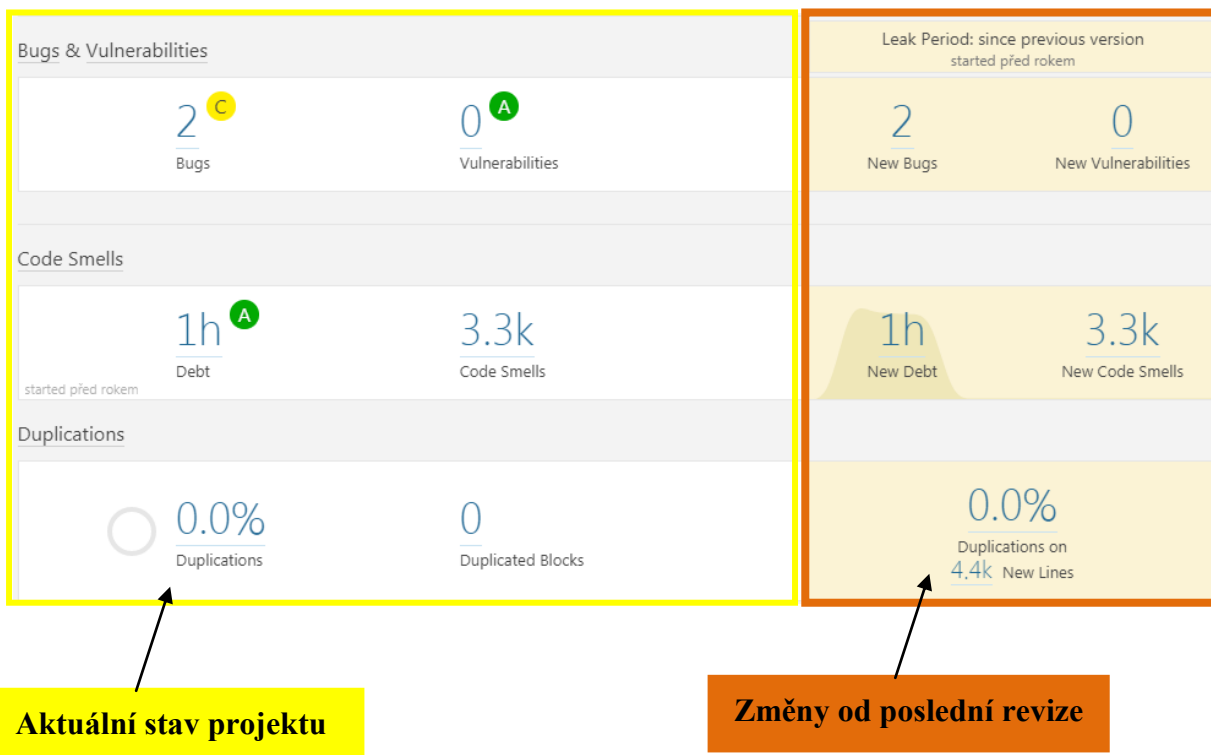 Bugs & Vulnerabilities
Leak Period: since previous version
started před rokem
2 C
Bugs
0 A
Vulnerabilities
2
New Bugs
0
New Vulnerabilities
Code Smells
1h A
Debt
3.3k
Code Smells
started před rokem
1h
New Debt
3.3k
New Code Smells
Duplications
0.0%
Duplications
0
Duplicated Blocks
0.0%
Duplications on
4.4k New Lines
Aktuální stav projektu
Změny od poslední revize